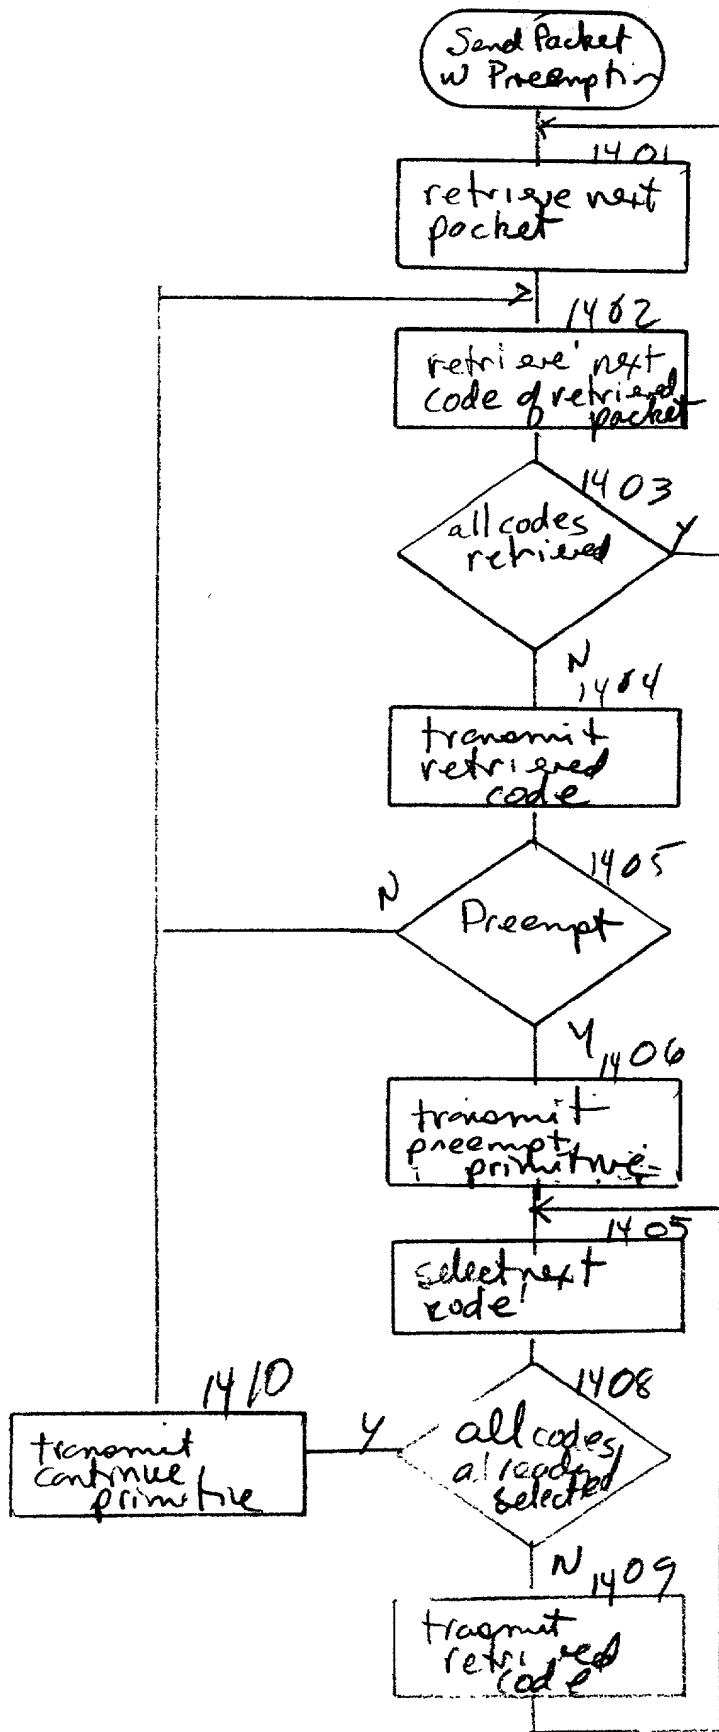 Send Packet
w Preemption
1401
retrieve next
packet
1402
retrieve next
code of retrieved
packet
1403
all codes
retrieved
Y
N
1404
transmit
retrieved
code
1405
N
Preempt
Y
1406
transmit
preempt
primitive
1405
select next
code
1410
1408
transmit
continue
primitive
Y
all codes
already
selected
N
1409
transmit
retrieved
code